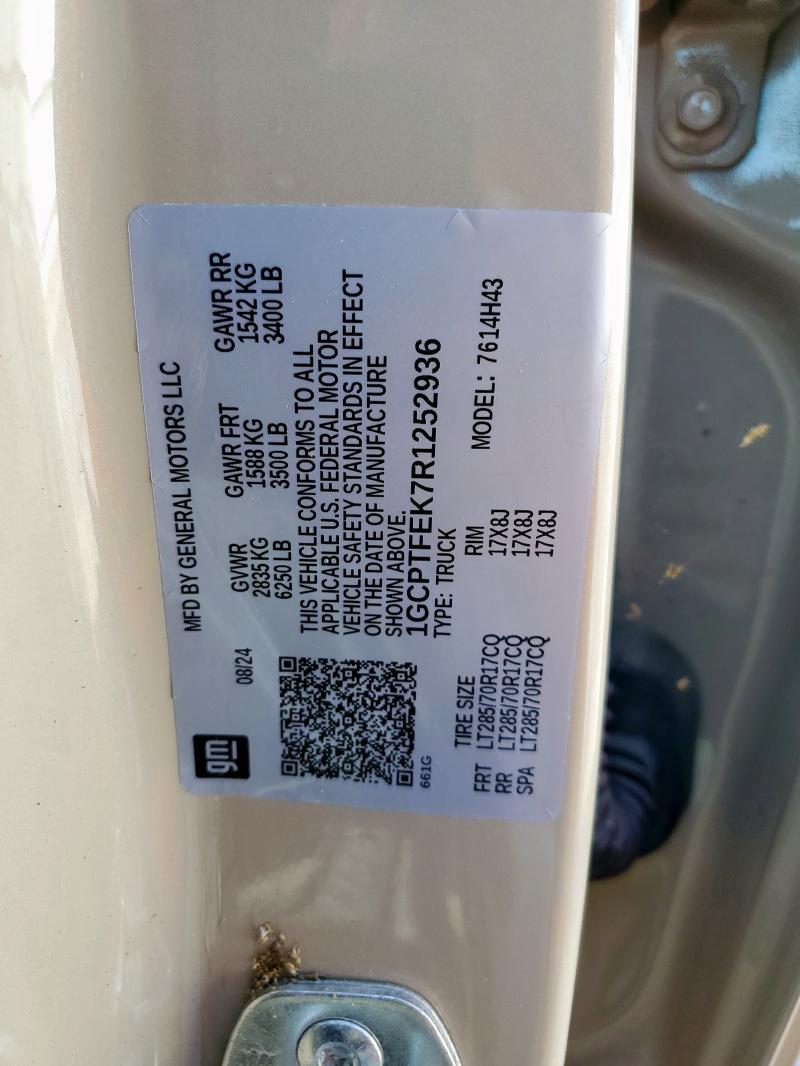 MFD BY GENERAL MOTORS LLC
gm
08/24
GVWR
2835 KG
6250 LB
GAWR FRT
1588 KG
3500 LB
GAWR RR
1542 KG
3400 LB
THIS VEHICLE CONFORMS TO ALL
APPLICABLE U.S. FEDERAL MOTOR
VEHICLE SAFETY STANDARDS IN EFFECT
ON THE DATE OF MANUFACTURE
SHOWN ABOVE.
1GCPTFEK7R1252936
TYPE: TRUCK
661G
MODEL: 7614H43
TIRE SIZE RIM
FRT LT285/70R17CQ 17X8J
RR LT285/70R17CQ 17X8J
SPA LT285/70R17CQ 17X8J